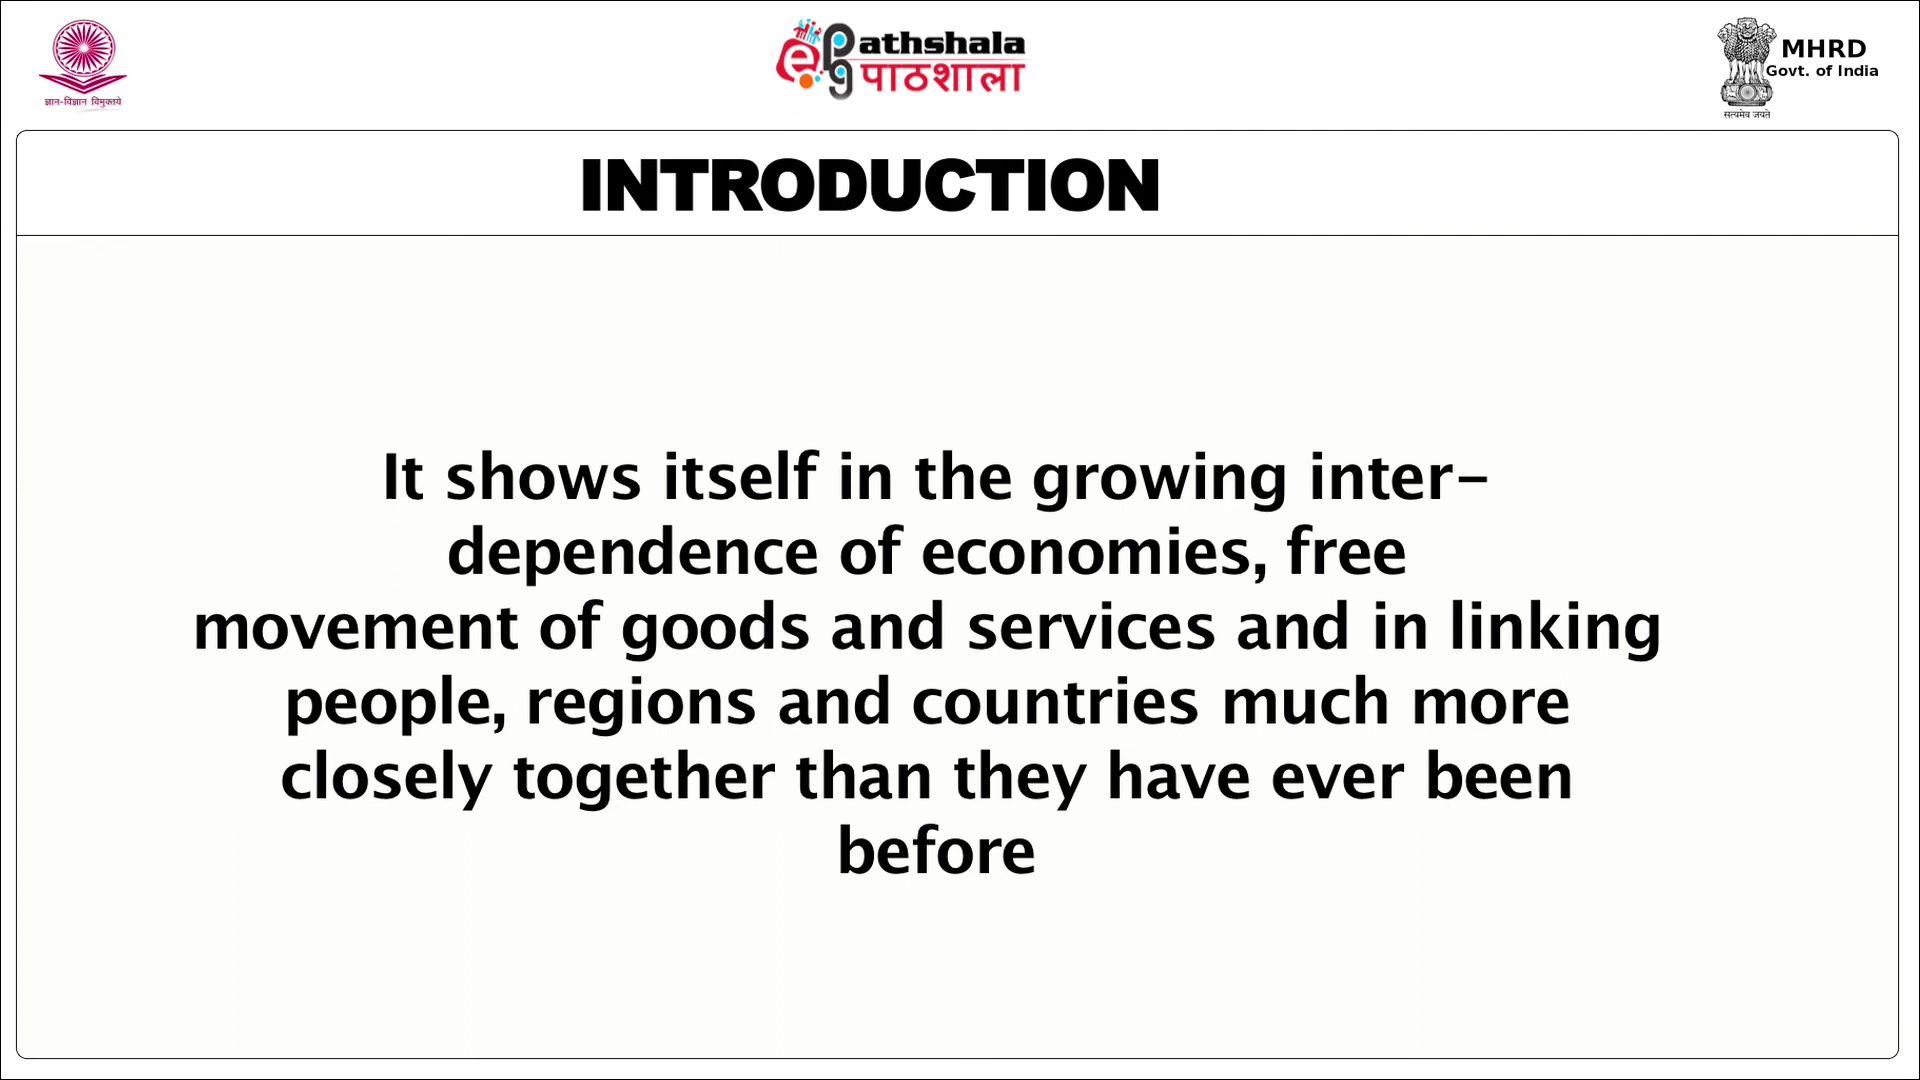 ज्ञान-विज्ञान विमुक्तये
ePG
athshala
पाठशाला
MHRD
Govt. of India
सत्यमेव जयते
INTRODUCTION
It shows itself in the growing inter-
dependence of economies, free
movement of goods and services and in linking
people, regions and countries much more
closely together than they have ever been
before